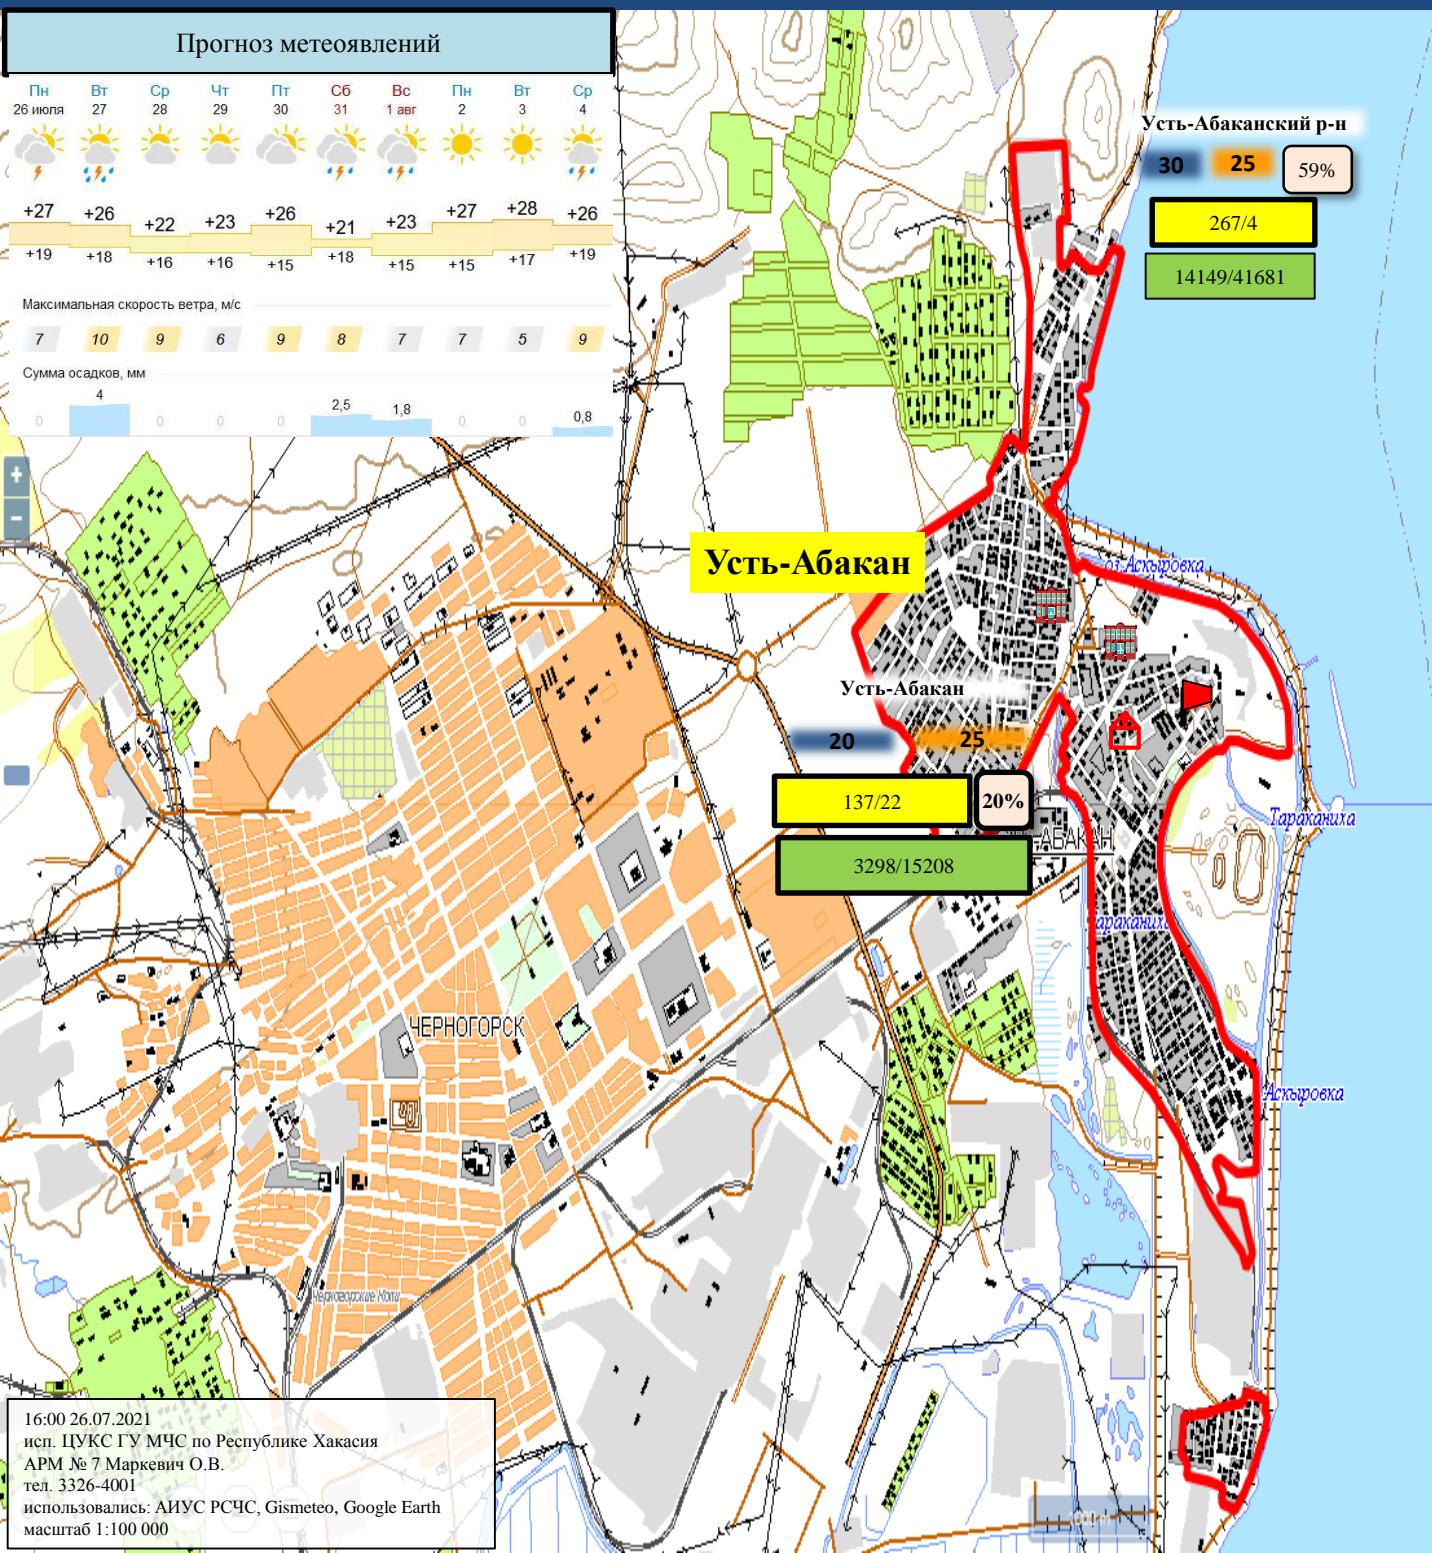 Прогноз метеоявлений
Пн Вт Ср Чт Пт Сб Вс Пн Вт Ср
26 июля 27 28 29 30 31 1 авг 2 3 4
+27 +26 +22 +23 +26 +21 +23 +27 +28 +26
+19 +18 +16 +16 +15 +18 +15 +15 +17 +19
Максимальная скорость ветра, м/с
7 10 9 6 9 8 7 7 5 9
Сумма осадков, мм
0 4 0 0 0 2,5 1,8 0 0 0,8
+
−
Усть-Абаканский р-н
30 25 59%
267/4
14149/41681
Усть-Абакан
оз.Аскыровка
Усть-Абакан
20 25
137/22 20%
3298/15208
-АБАКАН
Тараканиха
араканиха
ЧЕРНОГОРСК
Аскыровка
Черногорские Копи
16:00 26.07.2021
исп. ЦУКС ГУ МЧС по Республике Хакасия
АРМ № 7 Маркевич О.В.
тел. 3326-4001
использовались: АИУС РСЧС, Gismeteo, Google Earth
масштаб 1:100 000